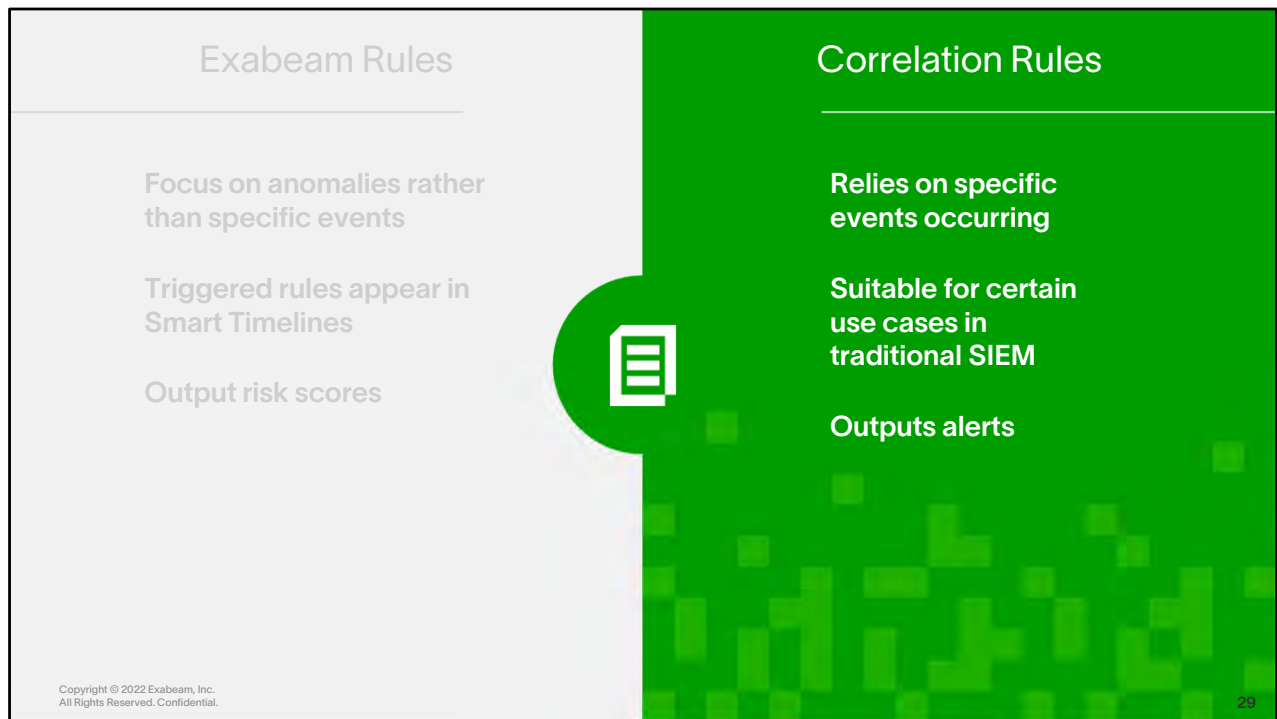 Exabeam Rules
Focus on anomalies rather
than specific events
Triggered rules appear in
Smart Timelines
Output risk scores
Correlation Rules
Relies on specific
events occurring
Suitable for certain
use cases in
traditional SIEM
Outputs alerts
Copyright © 2022 Exabeam, Inc.
All Rights Reserved. Confidential.
29